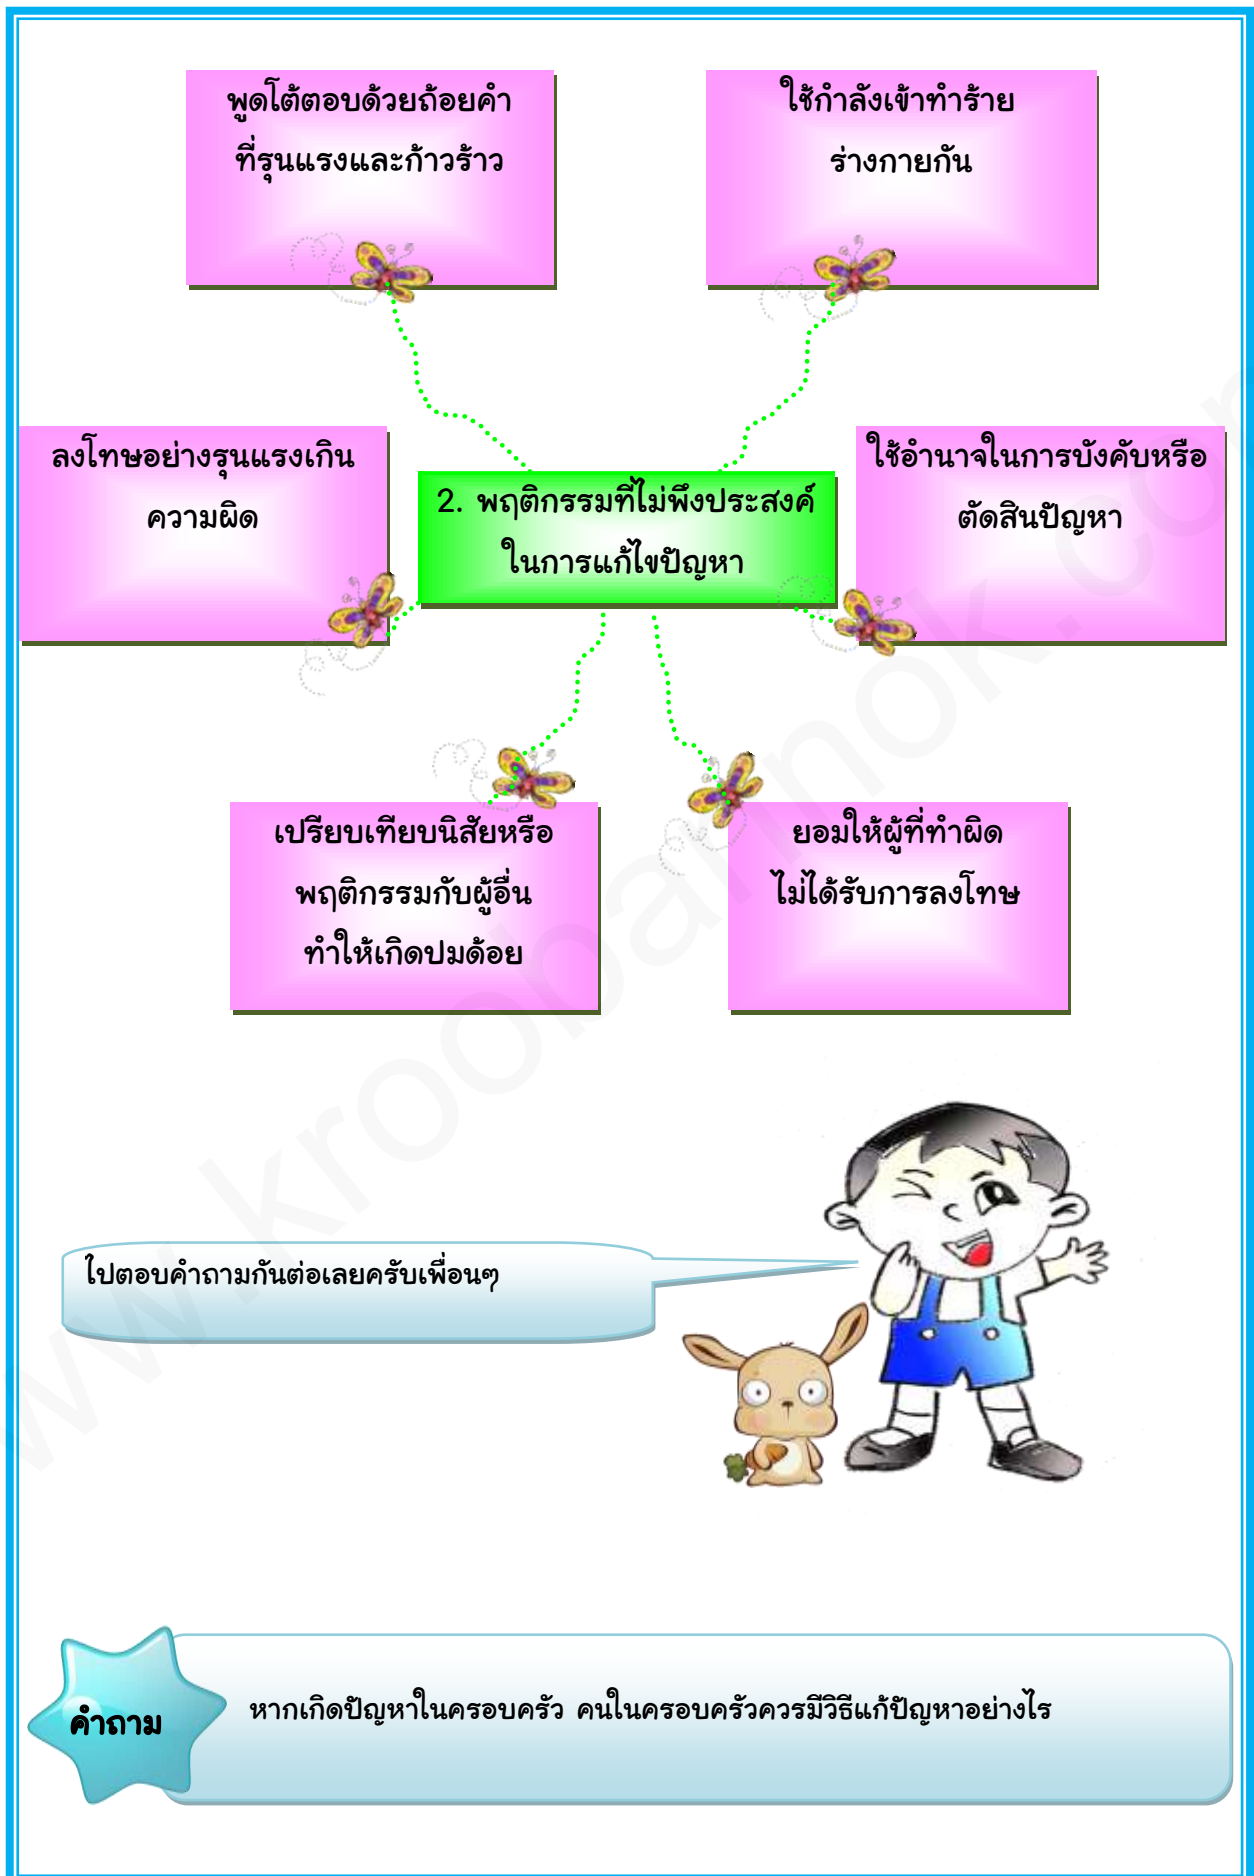 พูดโต้ตอบด้วยถ้อยคำ
ที่รุนแรงและก้าวร้าว
ใช้กำลังเข้าทำร้าย
ร่างกายกัน
ลงโทษอย่างรุนแรงเกิน
ความผิด
2. พฤติกรรมที่ไม่พึงประสงค์
ในการแก้ไขปัญหา
ใช้อำนาจในการบังคับหรือ
ตัดสินปัญหา
เปรียบเทียบนิสัยหรือ
พฤติกรรมกับผู้อื่น
ทำให้เกิดปมด้อย
ยอมให้ผู้ที่ทำผิด
ไม่ได้รับการลงโทษ
ไปตอบคำถามกันต่อเลยครับเพื่อนๆ
คำถาม
หากเกิดปัญหาในครอบครัว คนในครอบครัวควรมีวิธีแก้ปัญหาอย่างไร